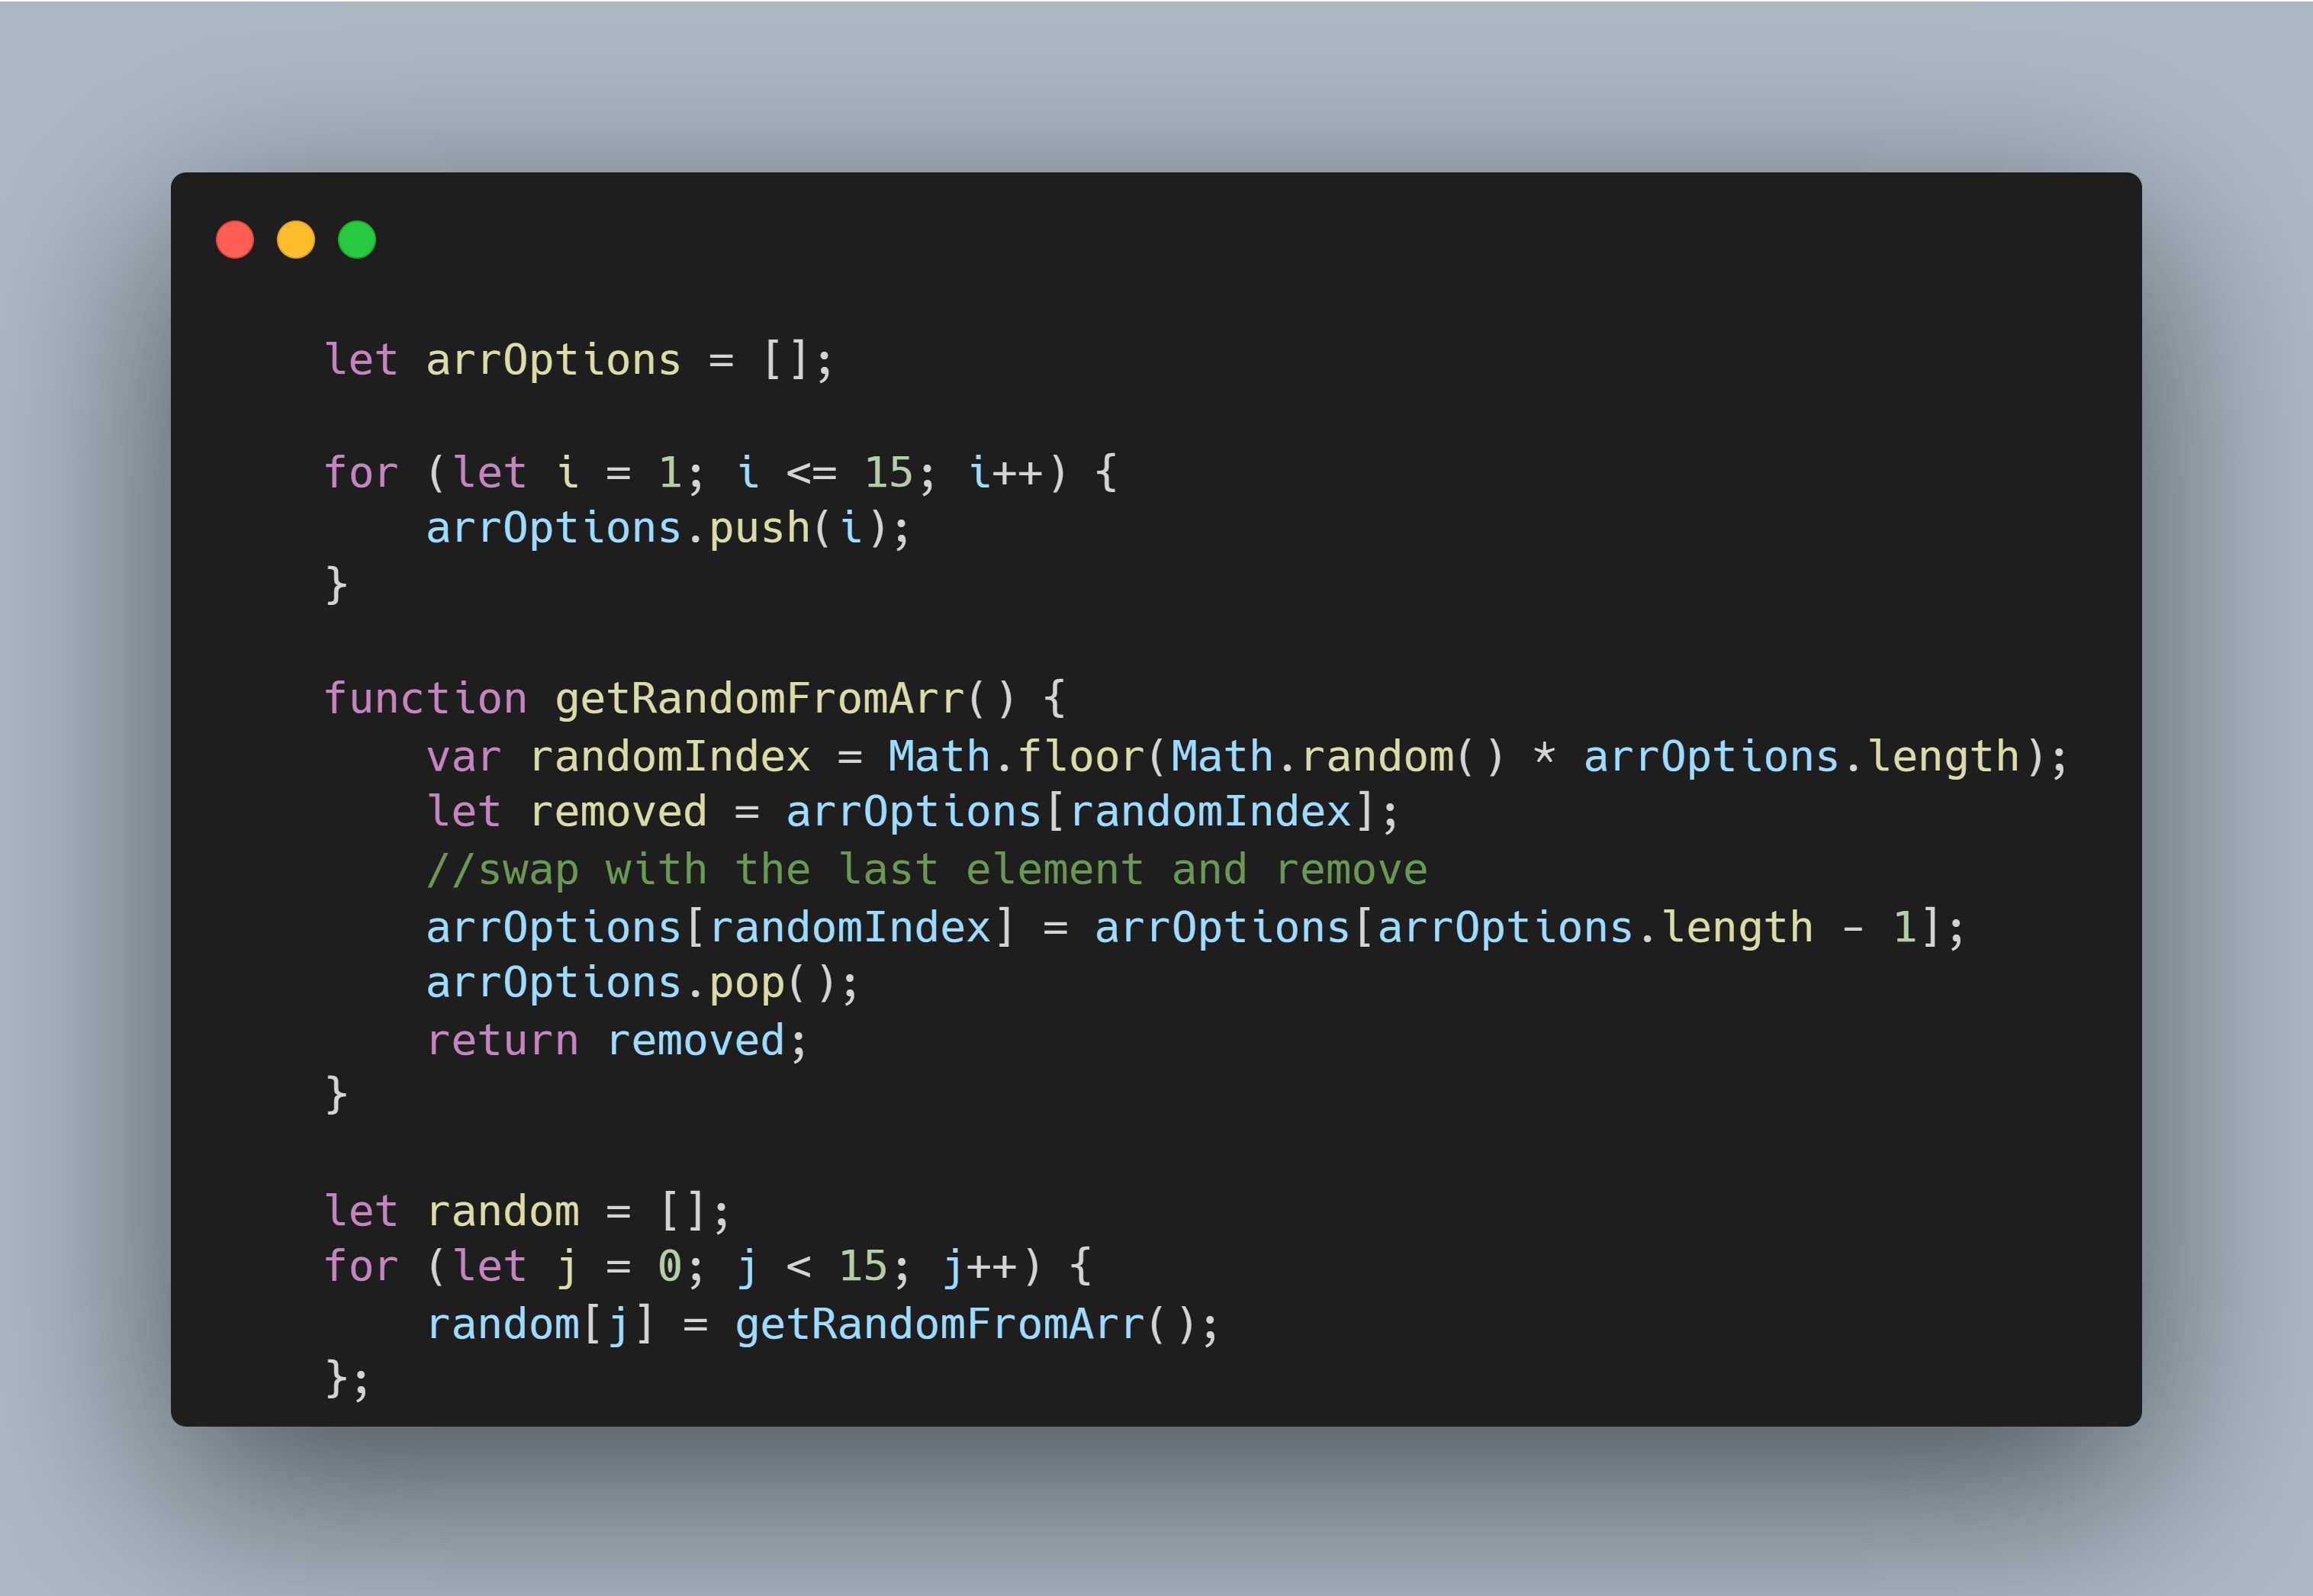 let arrOptions = [];
for (let i = 1; i <= 15; i++) {
arrOptions.push(i);
}
function getRandomFromArr() {
var randomIndex = Math.floor(Math.random() * arrOptions.length);
let removed = arrOptions[randomIndex];
//swap with the last element and remove
arrOptions[randomIndex] = arrOptions[arrOptions.length - 1];
arrOptions.pop();
return removed;
}
let random = [];
for (let j = 0; j < 15; j++) {
random[j] = getRandomFromArr();
};